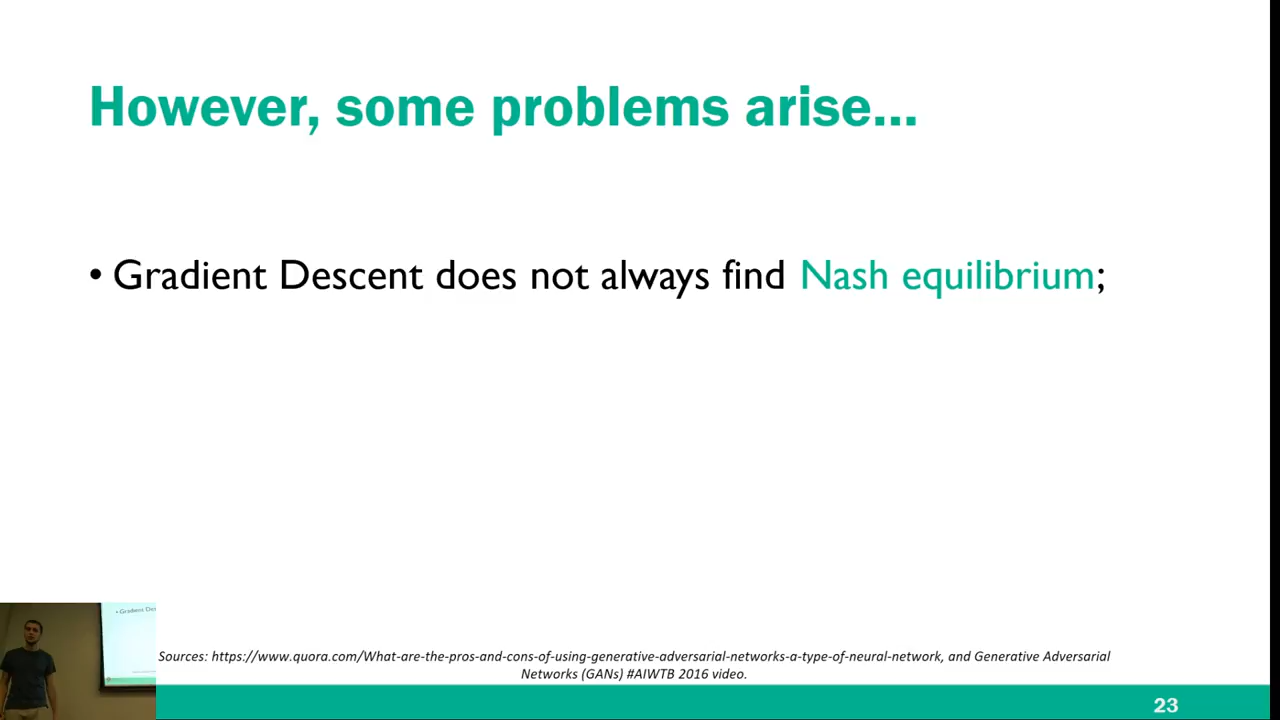 However, some problems arise...
• Gradient Descent does not always find Nash equilibrium;
• Gradient Des
Sources: https://www.quora.com/What-are-the-pros-and-cons-of-using-generative-adversarial-networks-a-type-of-neural-network, and Generative Adversarial
Networks (GANs) #AIWTB 2016 video.
23